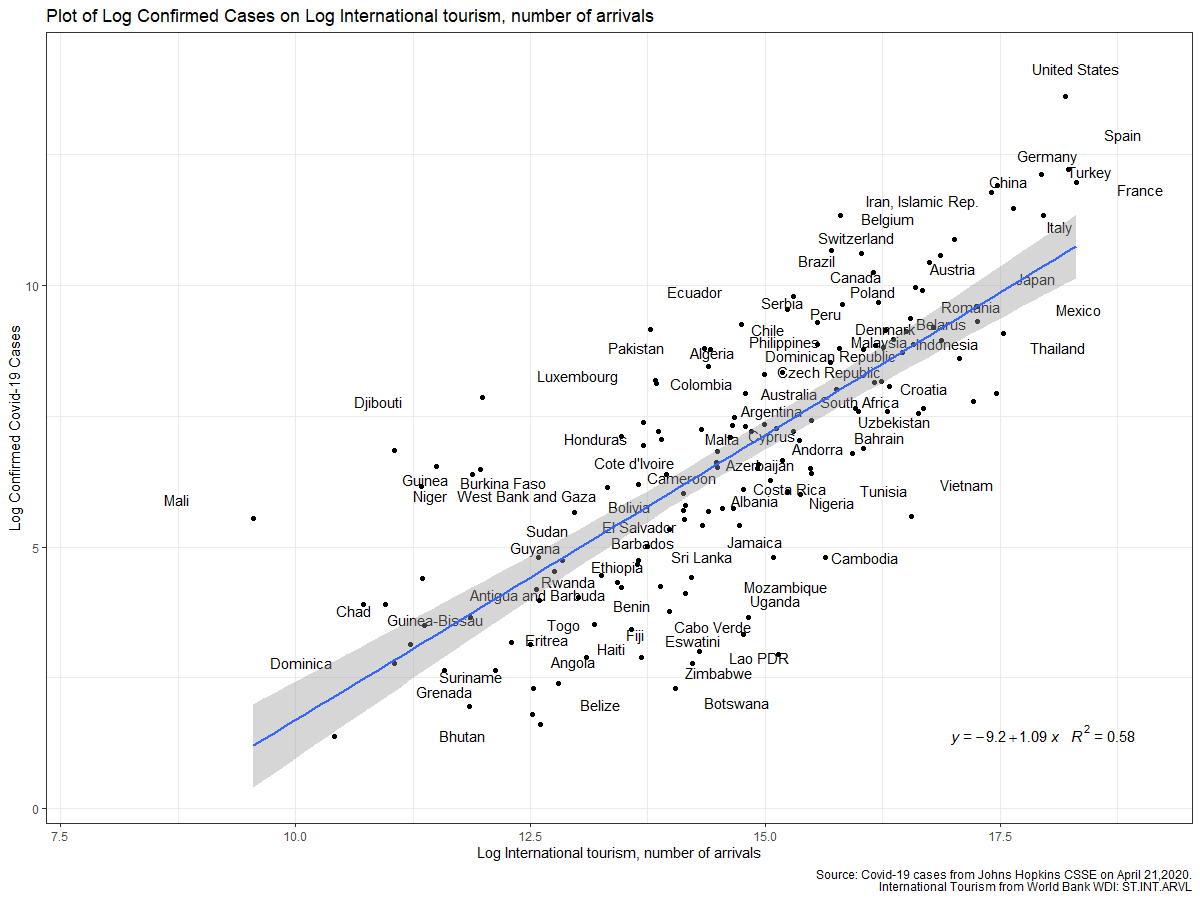 Plot of Log Confirmed Cases on Log International tourism, number of arrivals
United States
Spain
Germany
Turkey
China
France
Iran, Islamic Rep.
Belgium
Italy
Switzerland
Brazil
Austria
Canada
Japan
Ecuador
Poland
Serbia
Romania
Mexico
Peru
Belarus
Chile
Denmark
Philippines
Malaysia
Indonesia
Thailand
Pakistan
Algeria
Dominican Republic
Czech Republic
Luxembourg
Colombia
Croatia
Australia
Djibouti
South Africa
Argentina
Uzbekistan
Honduras
Malta
Cyprus
Bahrain
Andorra
Cote d'Ivoire
Azerbaijan
Guinea
Burkina Faso
Cameroon
Vietnam
Costa Rica
Tunisia
Niger
West Bank and Gaza
Mali
Albania
Nigeria
Bolivia
Sudan
El Salvador
Guyana
Barbados
Jamaica
Sri Lanka
Cambodia
Ethiopia
Rwanda
Mozambique
Antigua and Barbuda
Uganda
Chad
Benin
Guinea-Bissau
Togo
Cabo Verde
Fiji
Eritrea
Eswatini
Haiti
Lao PDR
Dominica
Angola
Suriname
Zimbabwe
Grenada
Belize
Botswana
Bhutan
y = −9.2 + 1.09 x R2 = 0.58
10
5
0
Log Confirmed Covid-19 Cases
7.5
10.0
12.5
15.0
17.5
Log International tourism, number of arrivals
Source: Covid-19 cases from Johns Hopkins CSSE on April 21,2020.
International Tourism from World Bank WDI: ST.INT.ARVL